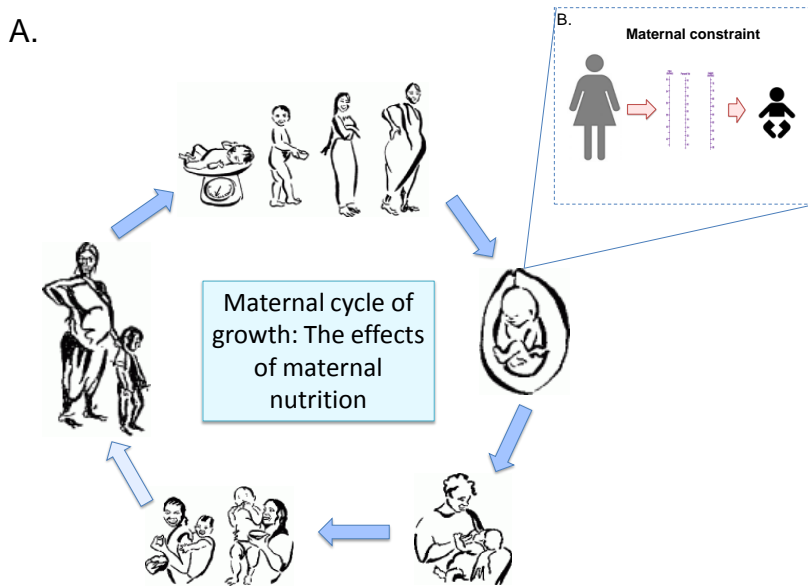 A.
B.
Maternal constraint
Maternal cycle of
growth: The effects
of maternal
nutrition